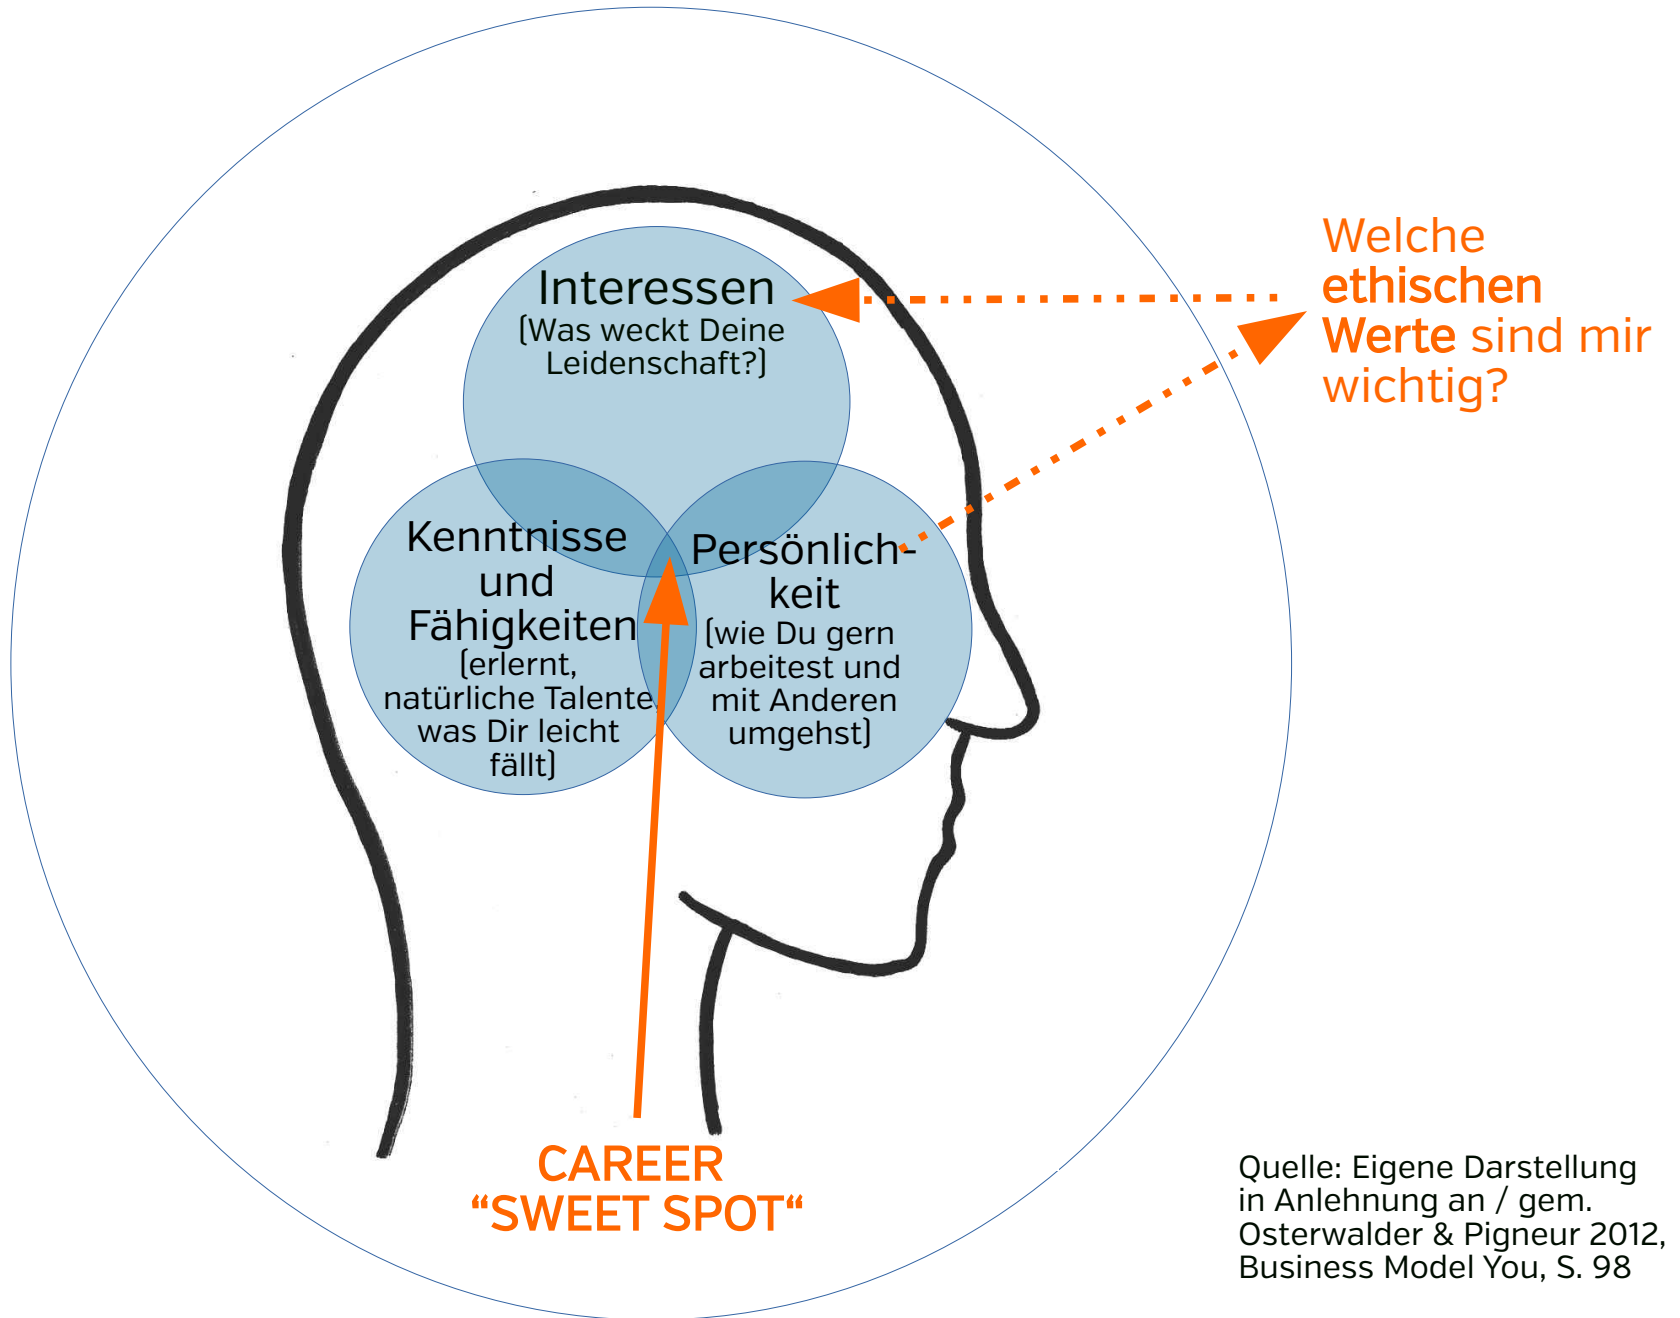 Interessen
(Was weckt Deine
Leidenschaft?)
Welche
ethischen
Werte sind mir
wichtig?
Kenntnisse
und
Fähigkeiten
(erlernt,
natürliche Talente,
was Dir leicht
fällt)
Persönlich-
keit
(wie Du gern
arbeitest und
mit Anderen
umgehst)
CAREER
“SWEET SPOT“
Quelle: Eigene Darstellung
in Anlehnung an / gem.
Osterwalder & Pigneur 2012,
Business Model You, S. 98